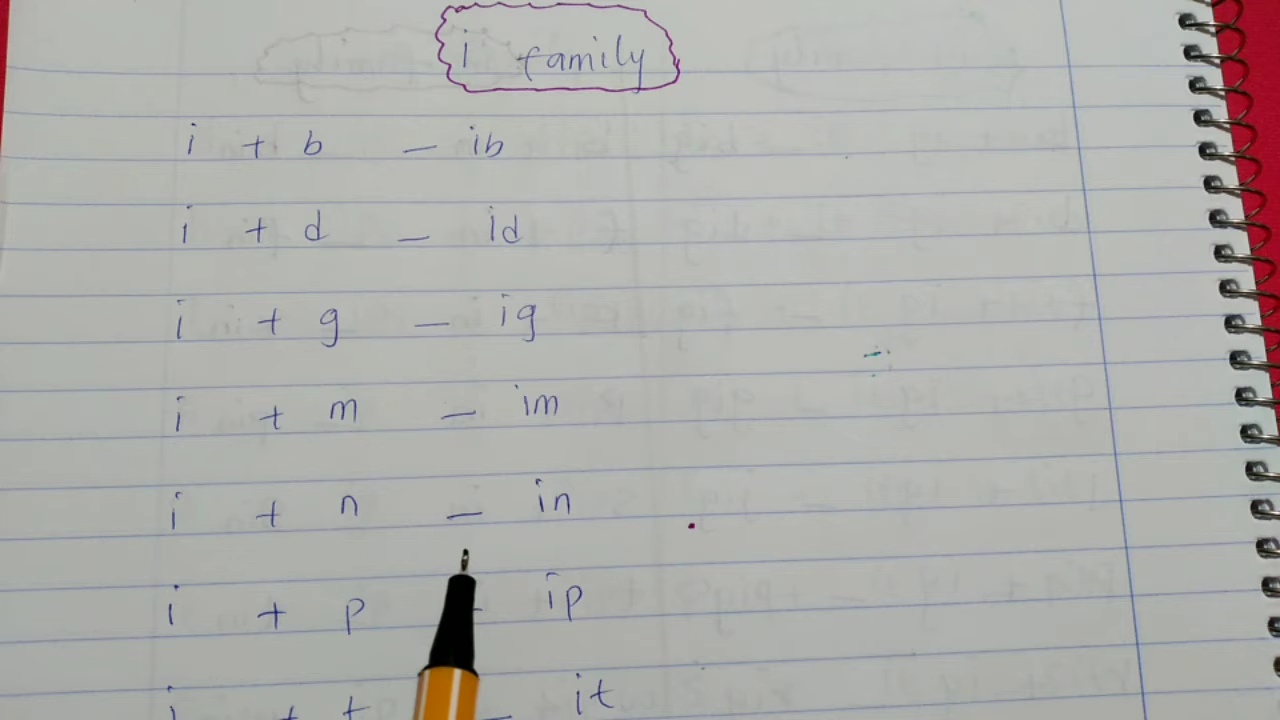 i family
i + b – ib
i + d – id
i + g – ig
i + m – im
i + n – in
i + p – ip
i + t – it